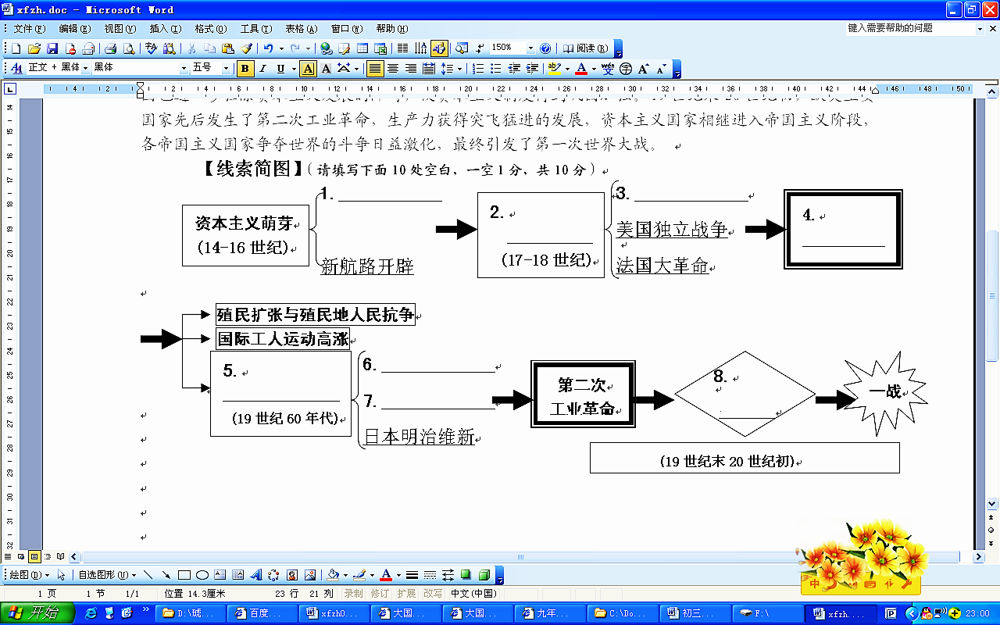 xfzh.doc - Microsoft Word
文件(F) 编辑(E) 视图(V) 插入(I) 格式(O) 工具(T) 表格(A) 窗口(W) 帮助(H) 键入需要帮助的问题
150% 阅读(R)
正文 + 黑体 黑体 五号 B I U A A
国家先后发生了第二次工业革命，生产力获得突飞猛进的发展，资本主义国家相继进入帝国主义阶段，
各帝国主义国家争夺世界的斗争日益激化，最终引发了第一次世界大战。
【线索简图】（请填写下面 10 处空白，一空 1 分，共 10 分）
资本主义萌芽
(14-16 世纪)
1.
新航路开辟
2.
(17-18 世纪)
3.
美国独立战争
法国大革命
4.
殖民扩张与殖民地人民抗争
国际工人运动高涨
5.
(19 世纪 60 年代)
6.
7.
日本明治维新
第二次
工业革命
8.
一战
(19 世纪末 20 世纪初)
绘图(D) 自选图形(U)
1 页 1 节 1/1 位置 14.3厘米 23 行 21 列 录制 修订 扩展 改写 中文(中国)
开始 D:\琥... 百度... xfzh0... 大国... 大国... 九年... C:\Do... 初三... F:\ xfzh.... 23:00